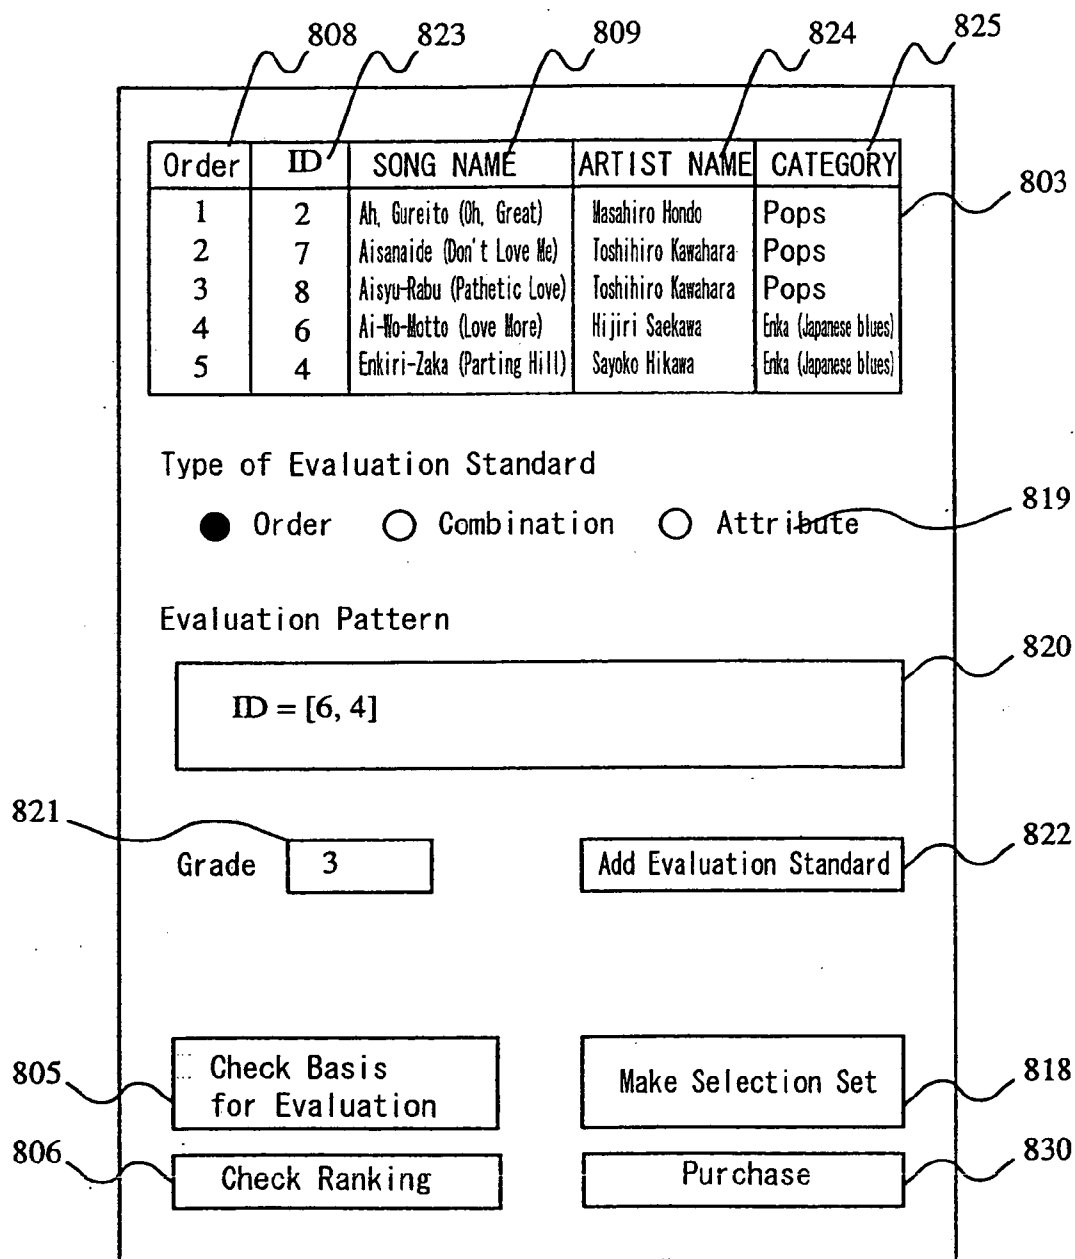 808 823 809 824 825
Order ID SONG NAME ARTIST NAME CATEGORY
803
1 2 Ah, Gureito (Oh, Great) Masahiro Hondo Pops
2 7 Aisanaide (Don't Love Me) Toshihiro Kawahara Pops
3 8 Aisyu-Rabu (Pathetic Love) Toshihiro Kawahara Pops
4 6 Ai-Wo-Motto (Love More) Hijiri Saekawa Enka (Japanese blues)
5 4 Enkiri-Zaka (Parting Hill) Sayoko Hikawa Enka (Japanese blues)
Type of Evaluation Standard
Order Combination Attribute 819
Evaluation Pattern
820
ID = [6, 4]
821
Grade 3 Add Evaluation Standard 822
805 Check Basis
for Evaluation
Make Selection Set 818
806 Check Ranking Purchase 830